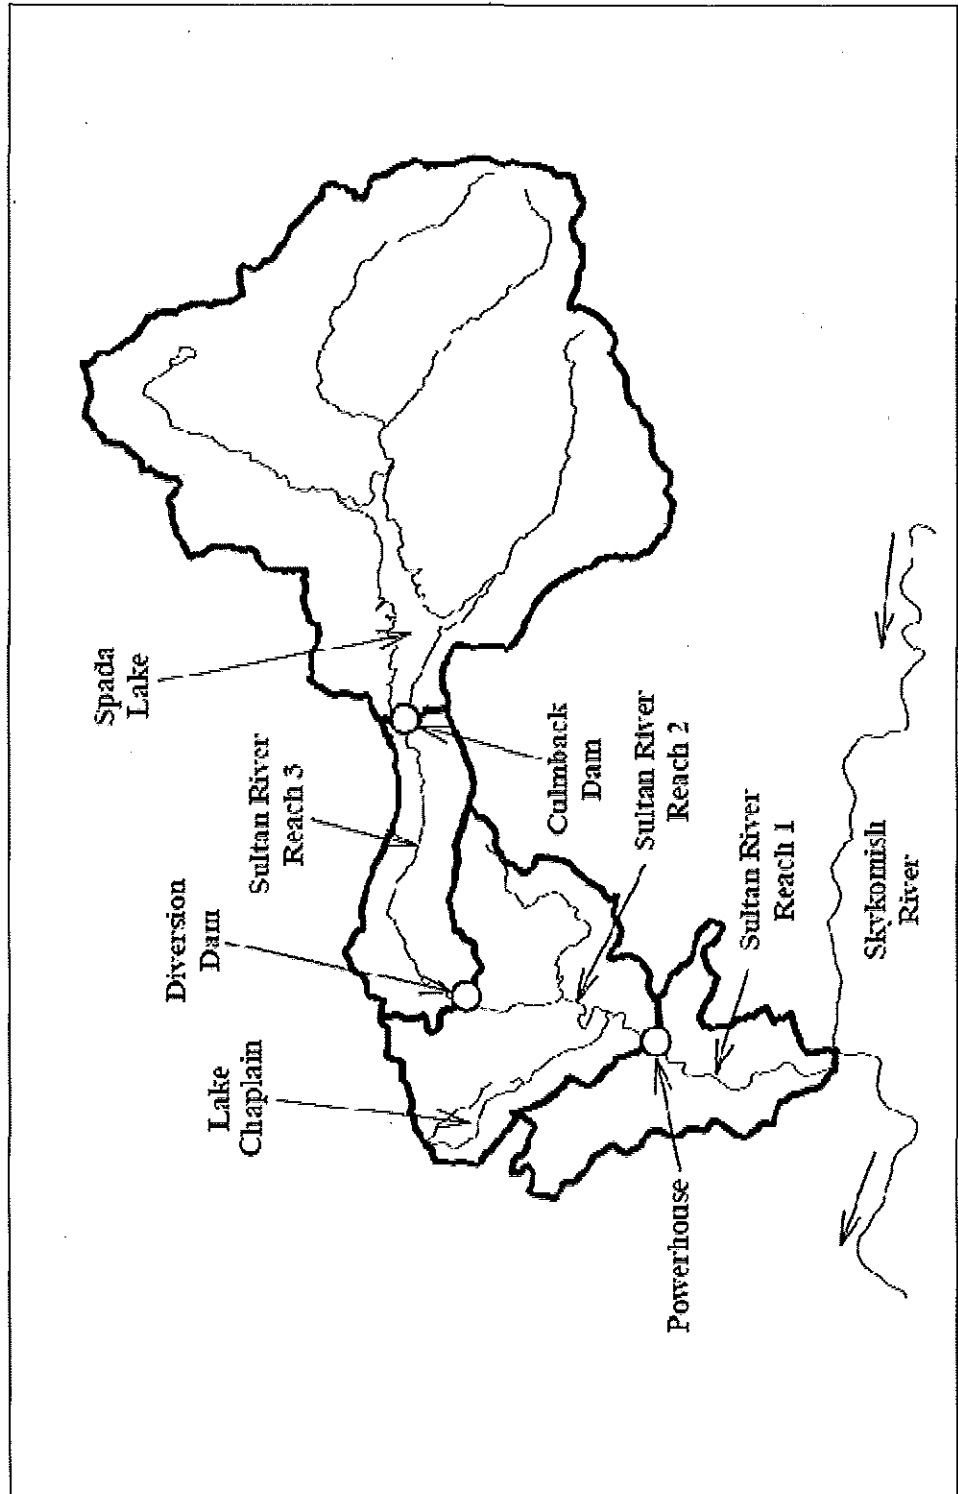 Spada
Lake
Sultan River
Reach 3
Diversion
Dam
Lake
Chaplain
Culmback
Dam
Sultan River
Reach 2
Sultan River
Reach 1
Powerhouse
Skykomish
River